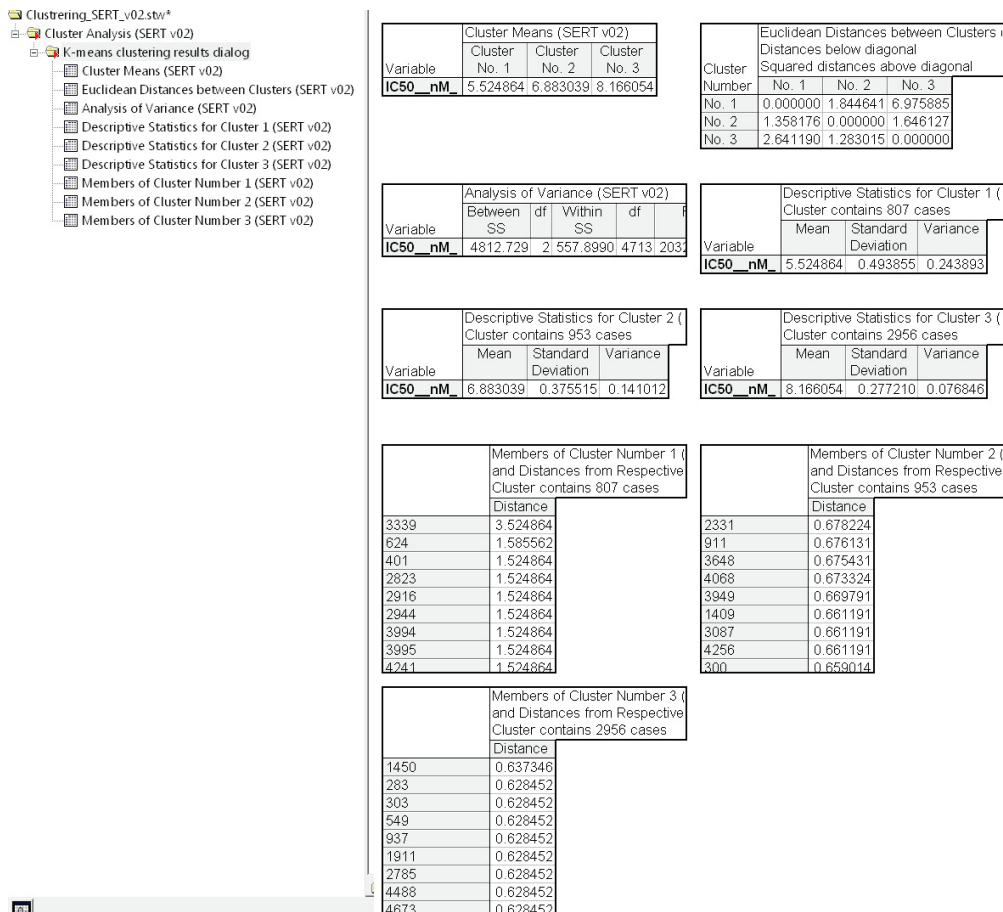 Clustrering_SERT_v02.stw*
Cluster Analysis (SERT v02)
K-means clustering results dialog
Cluster Means (SERT v02)
Euclidean Distances between Clusters (SERT v02)
Analysis of Variance (SERT v02)
Descriptive Statistics for Cluster 1 (SERT v02)
Descriptive Statistics for Cluster 2 (SERT v02)
Descriptive Statistics for Cluster 3 (SERT v02)
Members of Cluster Number 1 (SERT v02)
Members of Cluster Number 2 (SERT v02)
Members of Cluster Number 3 (SERT v02)
Cluster Means (SERT v02)
Variable Cluster No. 1 Cluster No. 2 Cluster No. 3
IC50__nM_ 5.524864 6.883039 8.166054
Euclidean Distances between Clusters
Distances below diagonal
Squared distances above diagonal
Cluster Number No. 1 No. 2 No. 3
No. 1 0.000000 1.844641 6.975885
No. 2 1.358176 0.000000 1.646127
No. 3 2.641190 1.283015 0.000000
Analysis of Variance (SERT v02)
Variable Between SS df Within SS df
IC50__nM_ 4812.729 2 557.8990 4713 2032
Descriptive Statistics for Cluster 1 (
Cluster contains 807 cases
Variable Mean Standard Deviation Variance
IC50__nM_ 5.524864 0.493855 0.243893
Descriptive Statistics for Cluster 2 (
Cluster contains 953 cases
Variable Mean Standard Deviation Variance
IC50__nM_ 6.883039 0.375515 0.141012
Descriptive Statistics for Cluster 3 (
Cluster contains 2956 cases
Variable Mean Standard Deviation Variance
IC50__nM_ 8.166054 0.277210 0.076846
Members of Cluster Number 1 (
and Distances from Respective
Cluster contains 807 cases
Distance
3339 3.524864
624 1.585562
401 1.524864
2823 1.524864
2916 1.524864
2944 1.524864
3994 1.524864
3995 1.524864
4241 1.524864
Members of Cluster Number 2 (
and Distances from Respective
Cluster contains 953 cases
Distance
2331 0.678224
911 0.676131
3648 0.675431
4068 0.673324
3949 0.669791
1409 0.661191
3087 0.661191
4256 0.661191
300 0.659014
Members of Cluster Number 3 (
and Distances from Respective
Cluster contains 2956 cases
Distance
1450 0.637346
283 0.628452
303 0.628452
549 0.628452
937 0.628452
1911 0.628452
2785 0.628452
4488 0.628452
4673 0.628452